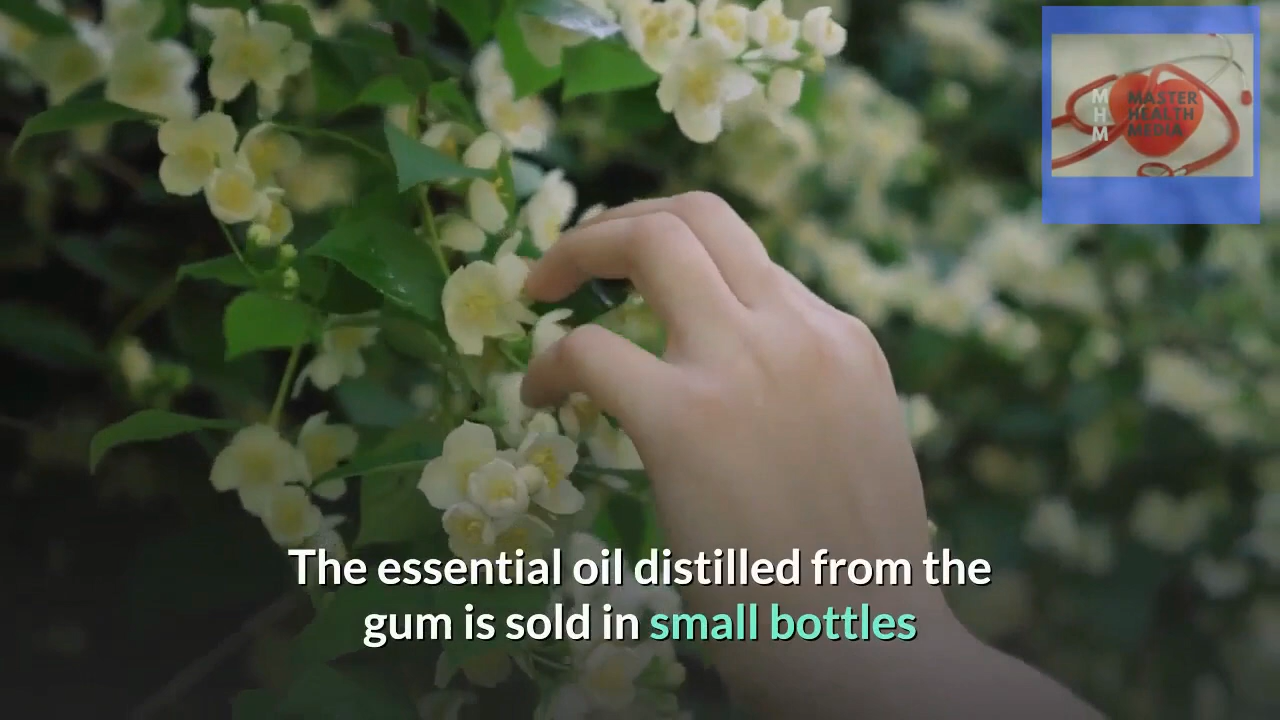 M
H
M
MASTER
HEALTH
MEDIA
The essential oil distilled from the
gum is sold in small bottles